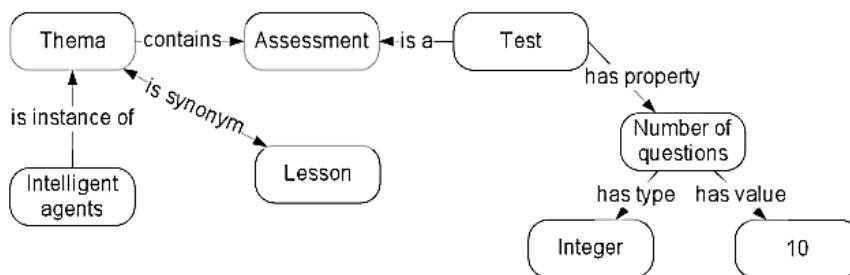 Thema
contains
Assessment
is a
Test
has property
is synonym
is instance of
Number of
questions
Intelligent
agents
Lesson
has type
has value
Integer
10